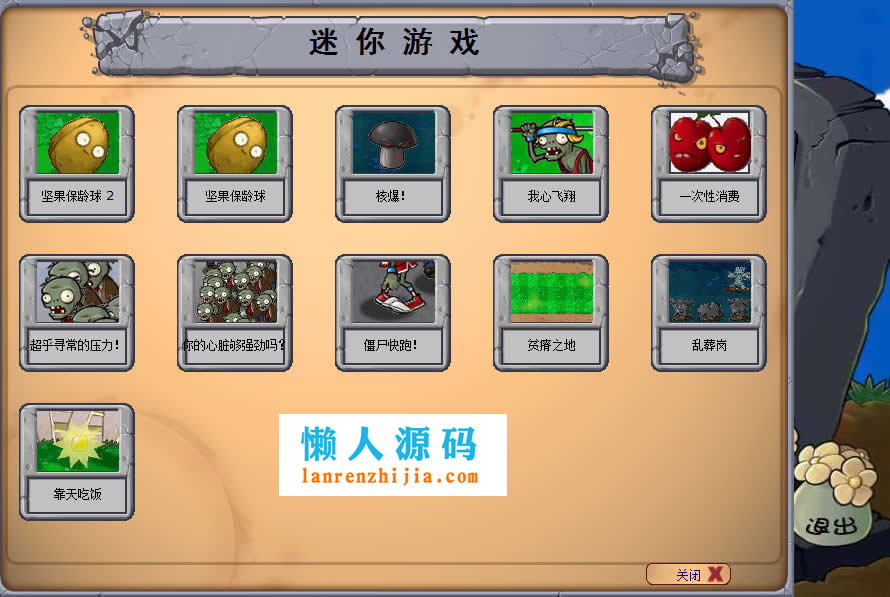 迷你游戏
坚果保龄球 2
坚果保龄球
核爆!
我心飞翔
一次性消费
超乎寻常的压力!
你的心脏够强劲吗?
僵尸快跑!
贫瘠之地
乱葬岗
靠天吃饭
懒人源码
lanrenzhijia.com
关闭 X
退出